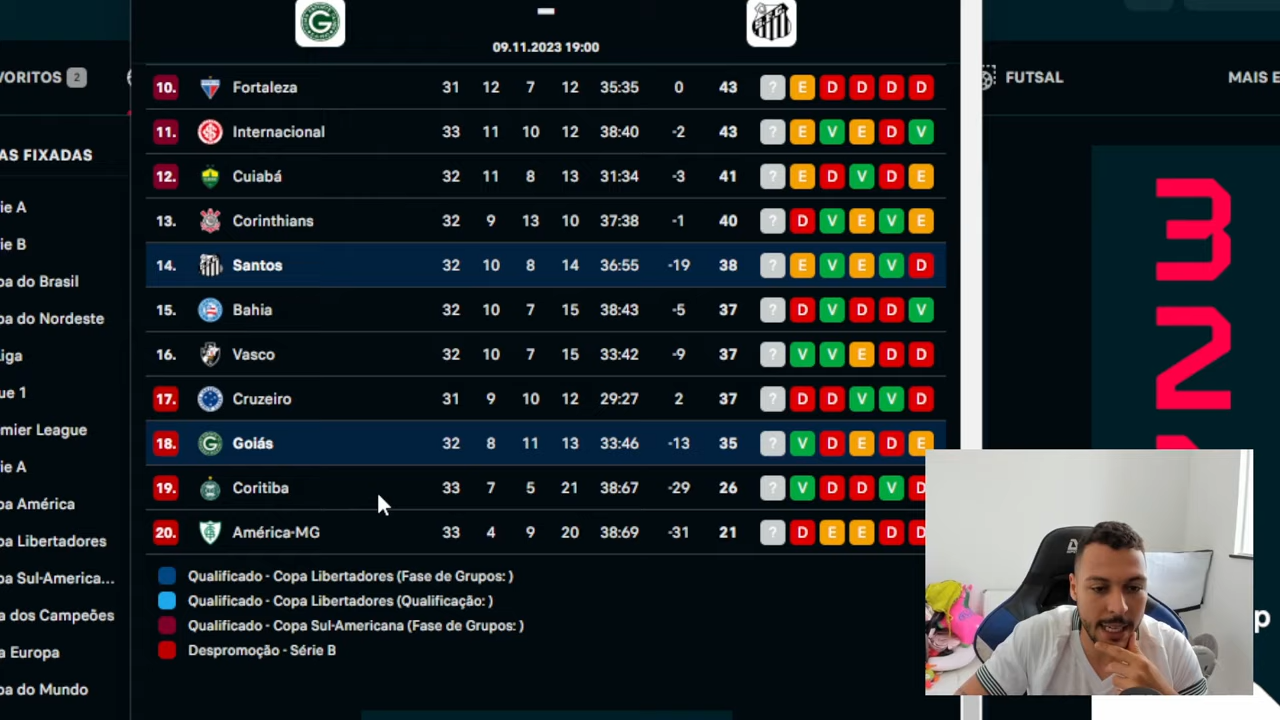 09.11.2023 19:00
VORITOS 2
FUTSAL
MAIS E
AS FIXADAS
ie A
ie B
a do Brasil
a do Nordeste
iga
ue 1
mier League
ie A
a América
a Libertadores
a Sul-America...
a dos Campeões
a Europa
a do Mundo
10. Fortaleza 31 12 7 12 35:35 0 43 ? E D D D D
11. Internacional 33 11 10 12 38:40 -2 43 ? E V E D V
12. Cuiabá 32 11 8 13 31:34 -3 41 ? E D V D E
13. Corinthians 32 9 13 10 37:38 -1 40 ? D V E V E
14. Santos 32 10 8 14 36:55 -19 38 ? E V E V D
15. Bahia 32 10 7 15 38:43 -5 37 ? D V D D V
16. Vasco 32 10 7 15 33:42 -9 37 ? V V E D D
17. Cruzeiro 31 9 10 12 29:27 2 37 ? D D V V D
18. Goiás 32 8 11 13 33:46 -13 35 ? V D E D E
19. Coritiba 33 7 5 21 38:67 -29 26 ? V D D V D
20. América-MG 33 4 9 20 38:69 -31 21 ? D E E D D
Qualificado - Copa Libertadores (Fase de Grupos: )
Qualificado - Copa Libertadores (Qualificação: )
Qualificado - Copa Sul-Americana (Fase de Grupos: )
Despromoção - Série B
p